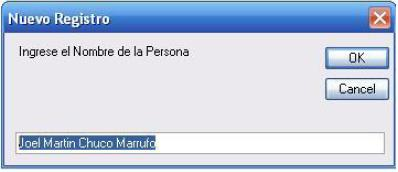 Nuevo Registro
Ingrese el Nombre de la Persona
OK
Cancel
Joel Martin Chuco Marrufo